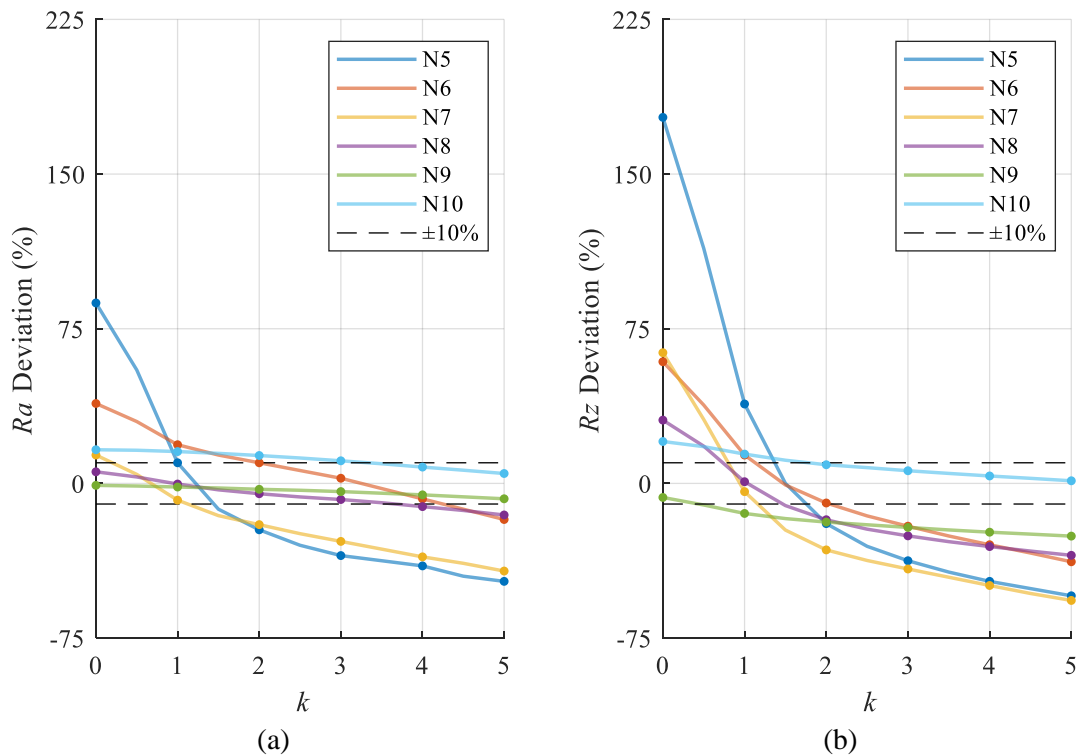 225
150
75
0
-75
Ra Deviation (%)
0 1 2 3 4 5
k
N5
N6
N7
N8
N9
N10
±10%
(a)
225
150
75
0
-75
Rz Deviation (%)
0 1 2 3 4 5
k
N5
N6
N7
N8
N9
N10
±10%
(b)